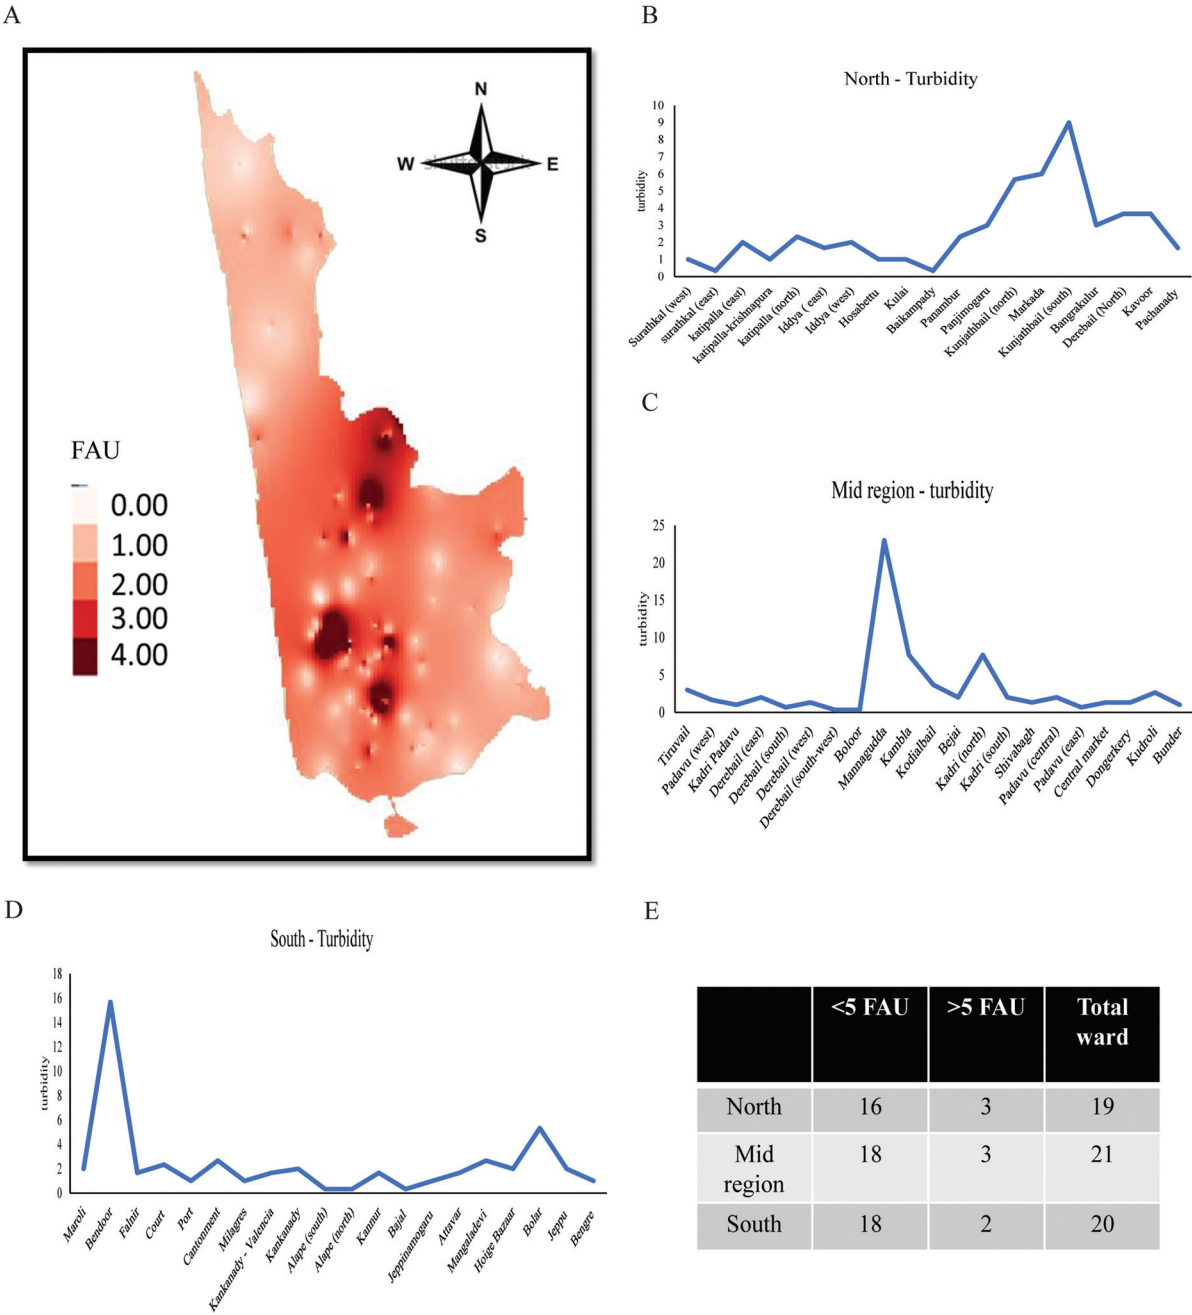 A
N
W
E
S
FAU
0.00
1.00
2.00
3.00
4.00
B
North - Turbidity
turbidity
10
9
8
7
6
5
4
3
2
1
0
Surathkal (west)
surathkal (east)
katipalla (east)
katipalla-krishnapura
katipalla (north)
Iddya ( east)
Iddya (west)
Hosabettu
Kulai
Baikampady
Panambur
Panjimogaru
Kunjathbail (north)
Markada
Kunjathbail (south)
Bangrakulur
Derebail (North)
Kavoor
Pachanady
C
Mid region - turbidity
turbidity
25
20
15
10
5
0
Tiruvail
Padavu (west)
Kadri Padavu
Derebail (east)
Derebail (south)
Derebail (west)
Derebail (south-west)
Boloor
Mannagudda
Kambla
Kodialbail
Bejai
Kadri (north)
Kadri (south)
Shivabagh
Padavu (central)
Padavu (east)
Central market
Dongerkery
Kudroli
Bunder
D
South - Turbidity
turbidity
18
16
14
12
10
8
6
4
2
0
Maroli
Bendoor
Falnir
Court
Port
Cantonment
Milagres
Kankanady - Valencia
Kankanady
Alape (south)
Alape (north)
Kannur
Bajal
Jeppinamogaru
Attavar
Mangaladevi
Hoige Bazaar
Bolar
Jeppu
Bengre
E
<5 FAU >5 FAU Total
ward
North 16 3 19
Mid
region 18 3 21
South 18 2 20